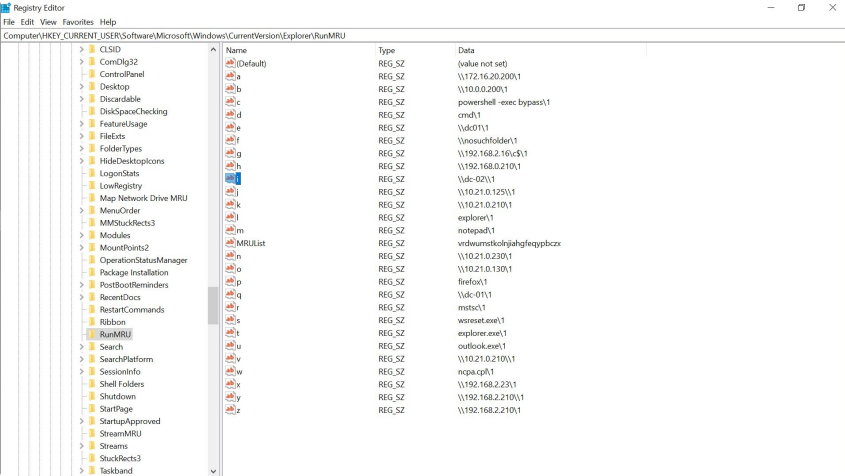 Registry Editor
File Edit View Favorites Help
Computer\HKEY_CURRENT_USER\Software\Microsoft\Windows\CurrentVersion\Explorer\RunMRU
CLSID
ComDlg32
ControlPanel
Desktop
Discardable
DiskSpaceChecking
FeatureUsage
FileExts
FolderTypes
HideDesktopIcons
LogonStats
LowRegistry
Map Network Drive MRU
MenuOrder
MMStuckRects3
Modules
MountPoints2
OperationStatusManager
Package Installation
PostBootReminders
RecentDocs
RestartCommands
Ribbon
RunMRU
Search
SearchPlatform
SessionInfo
Shell Folders
Shutdown
StartPage
StartupApproved
StreamMRU
Streams
StuckRects3
Taskband
Name Type Data
(Default) REG_SZ (value not set)
a REG_SZ \\172.16.20.200\1
b REG_SZ \\10.0.0.200\1
c REG_SZ powershell -exec bypass\1
d REG_SZ cmd\1
e REG_SZ \\dc01\1
f REG_SZ \\nosuchfolder\1
g REG_SZ \\192.168.2.16\c$\1
h REG_SZ \\192.168.0.210\1
i REG_SZ \\dc-02\\1
j REG_SZ \\10.21.0.125\\1
k REG_SZ \\10.21.0.210\1
l REG_SZ explorer\1
m REG_SZ notepad\1
MRUList REG_SZ vrdwumstkolnjiahgfeqypbczx
n REG_SZ \\10.21.0.230\1
o REG_SZ \\10.21.0.130\1
p REG_SZ firefox\1
q REG_SZ \\dc-01\1
r REG_SZ mstsc\1
s REG_SZ wsreset.exe\1
t REG_SZ explorer.exe\1
u REG_SZ outlook.exe\1
v REG_SZ \\10.21.0.210\\1
w REG_SZ ncpa.cpl\1
x REG_SZ \\192.168.2.23\1
y REG_SZ \\192.168.2.210\\1
z REG_SZ \\192.168.2.210\1